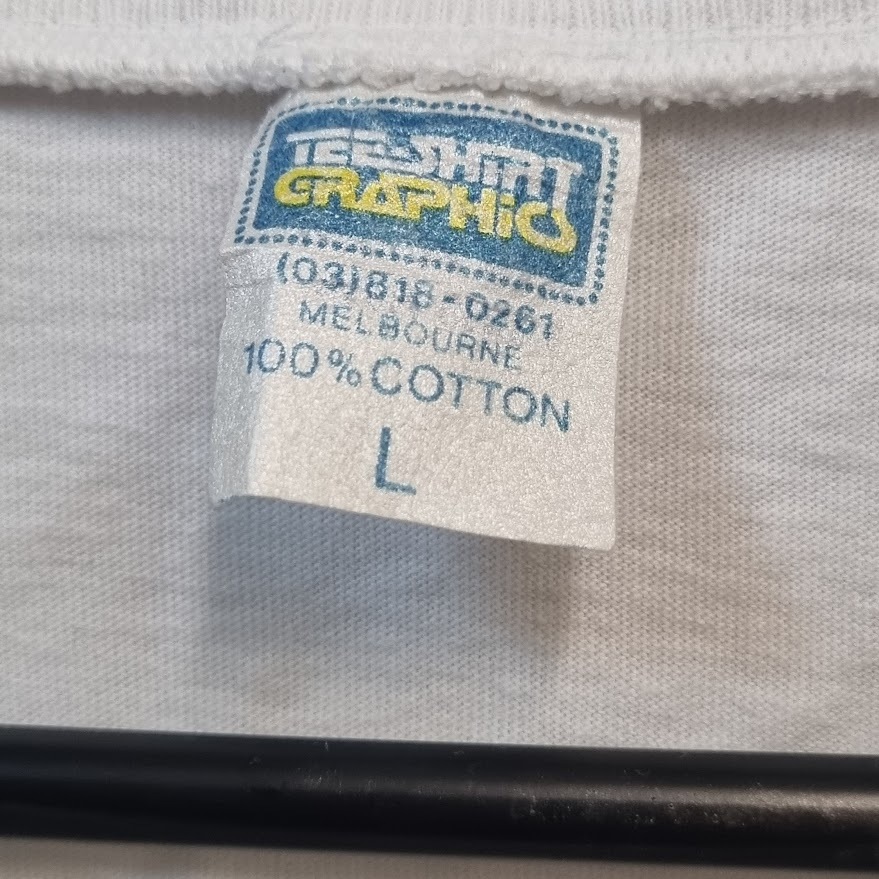 TEE-SHIRT
GRAPHIC
(03)818-0261
MELBOURNE
100% COTTON
L